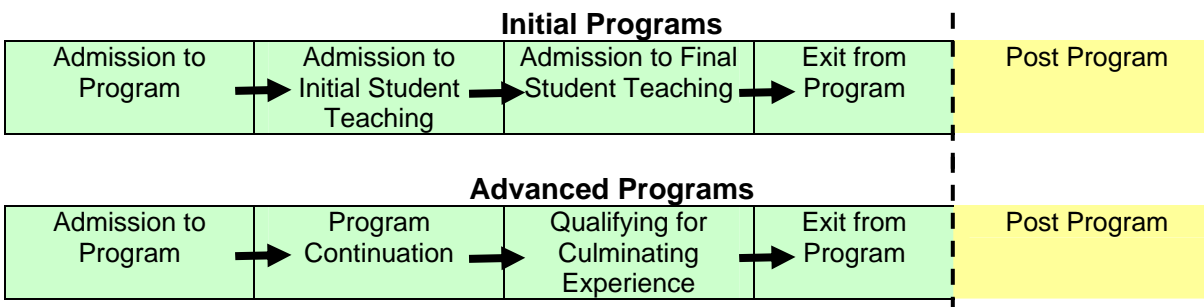 Initial Programs
Admission to Program
Admission to Initial Student Teaching
Admission to Final Student Teaching
Exit from Program
Post Program
Advanced Programs
Admission to Program
Program Continuation
Qualifying for Culminating Experience
Exit from Program
Post Program